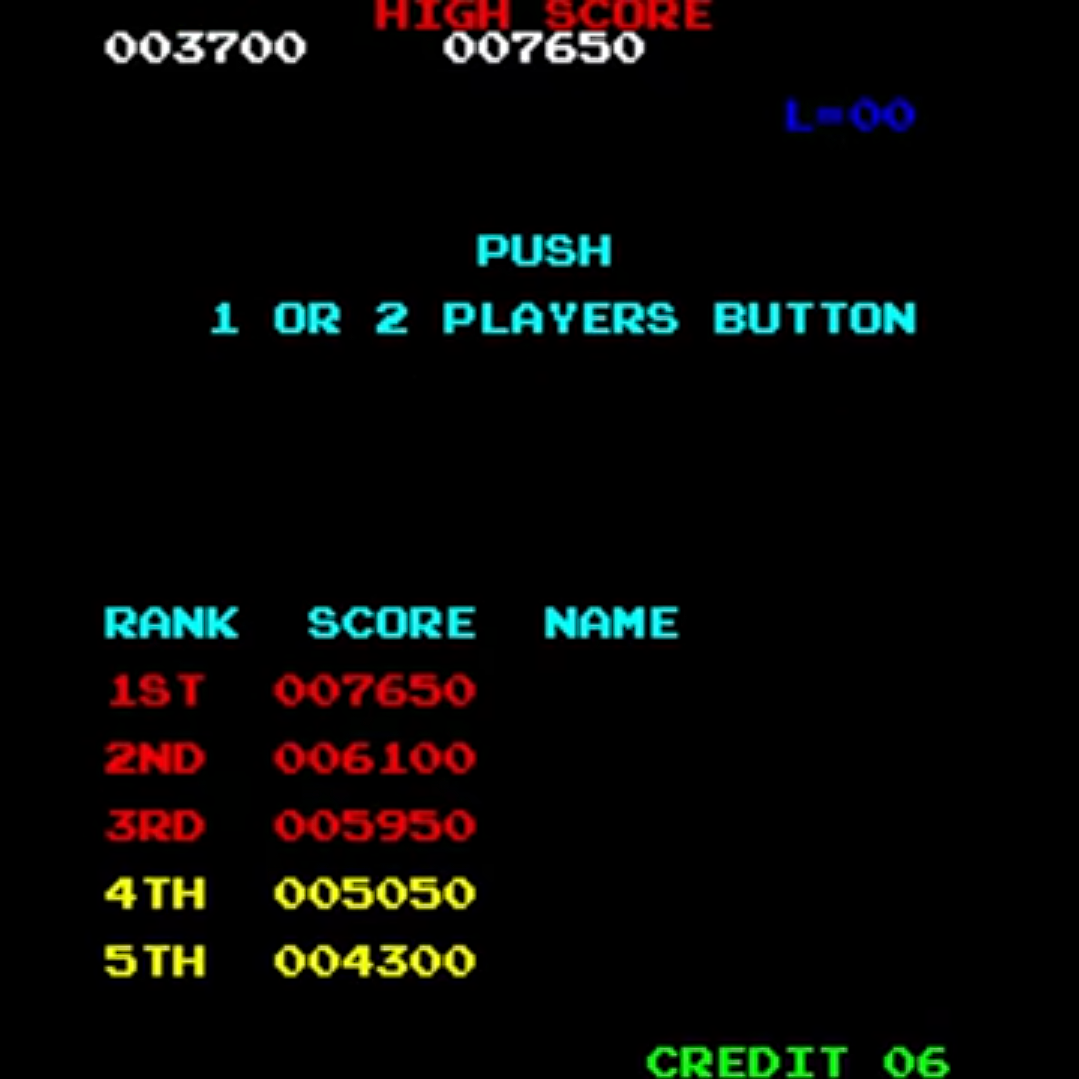 HIGH SCORE
003700 007650
L=00
PUSH
1 OR 2 PLAYERS BUTTON
RANK SCORE NAME
1ST 007650
2ND 006100
3RD 005950
4TH 005050
5TH 004300
CREDIT 06